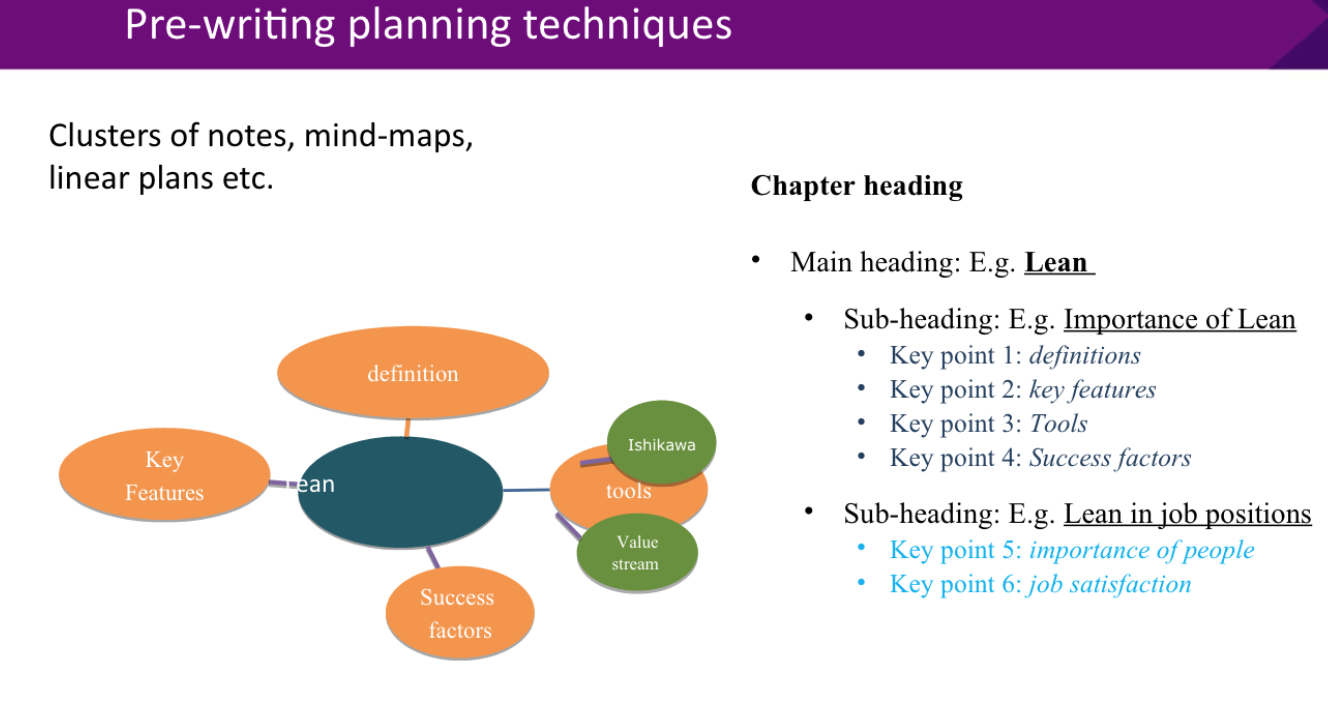 Pre-writing planning techniques
Clusters of notes, mind-maps,
linear plans etc.
definition
Key
Features
ean
Ishikawa
tools
Value
stream
Success
factors
Chapter heading
• Main heading: E.g. Lean
• Sub-heading: E.g. Importance of Lean
• Key point 1: definitions
• Key point 2: key features
• Key point 3: Tools
• Key point 4: Success factors
• Sub-heading: E.g. Lean in job positions
• Key point 5: importance of people
• Key point 6: job satisfaction